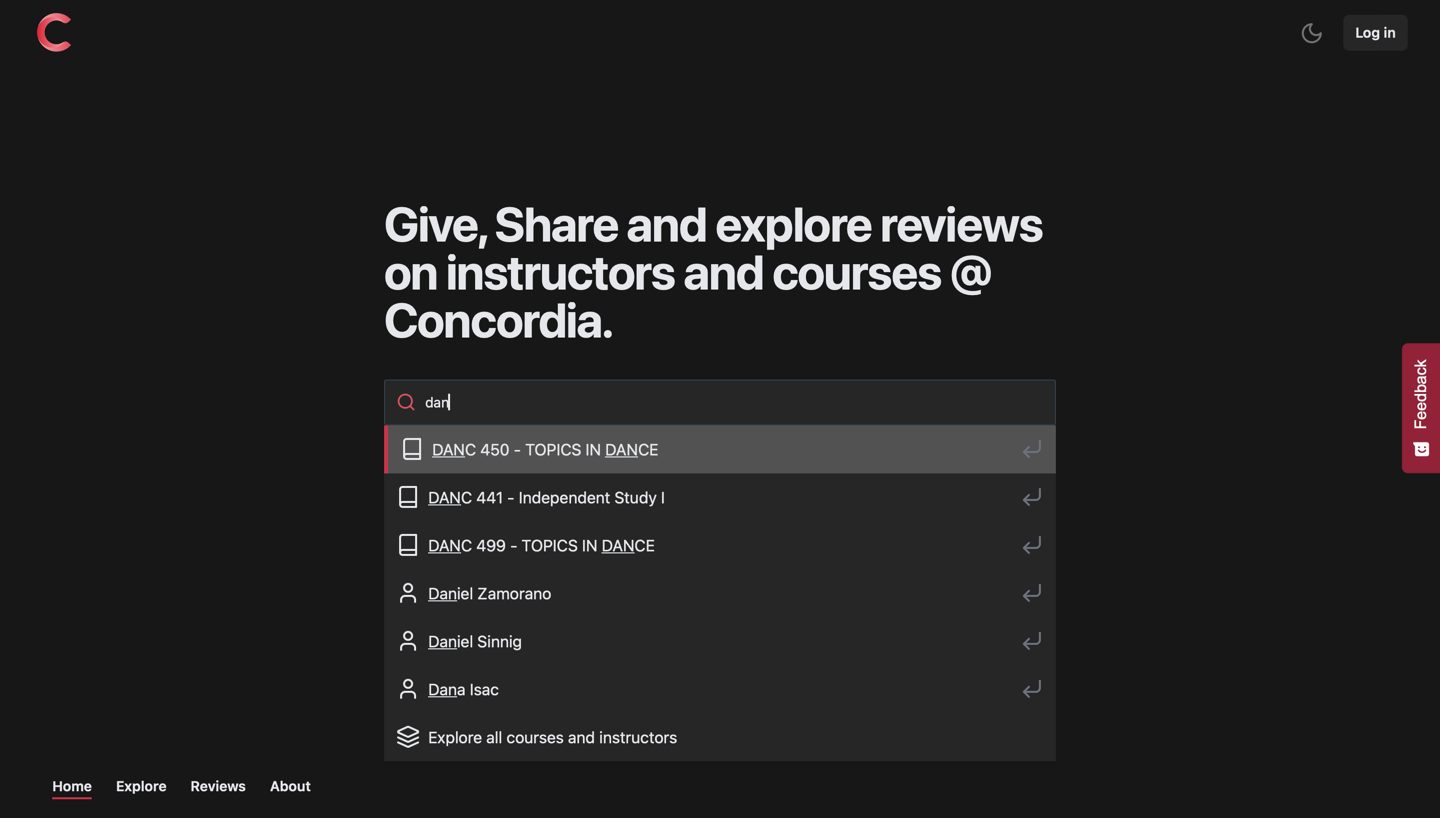 Log in
Give, Share and explore reviews
on instructors and courses @
Concordia.
dan
DANC 450 - TOPICS IN DANCE
DANC 441 - Independent Study I
DANC 499 - TOPICS IN DANCE
Daniel Zamorano
Daniel Sinnig
Dana Isac
Explore all courses and instructors
Feedback
Home Explore Reviews About